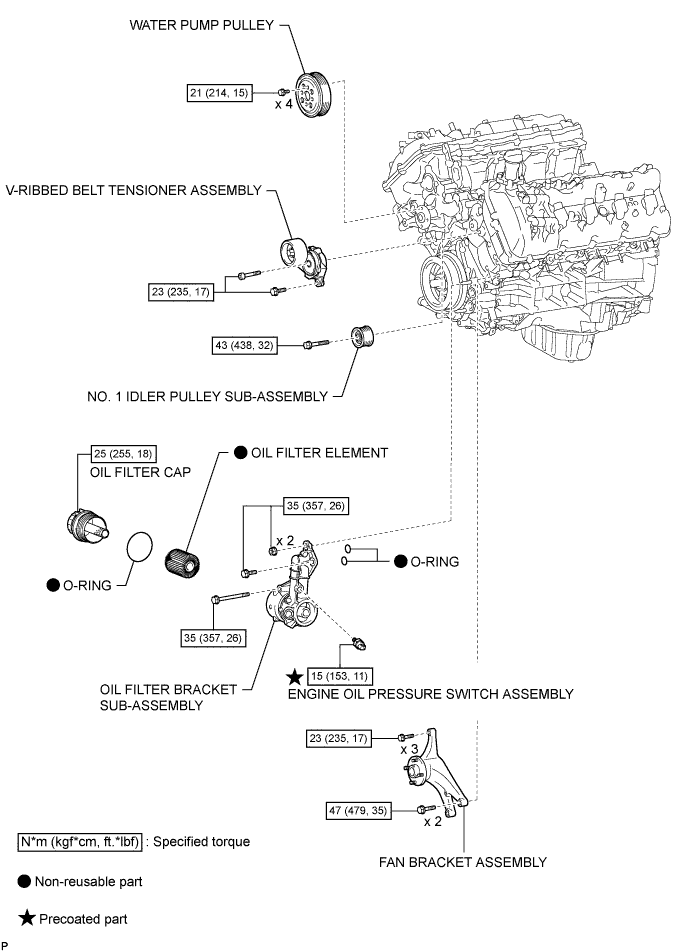 WATER PUMP PULLEY
21 (214, 15)
x 4
V-RIBBED BELT TENSIONER ASSEMBLY
23 (235, 17)
43 (438, 32)
NO. 1 IDLER PULLEY SUB-ASSEMBLY
25 (255, 18)
OIL FILTER CAP
OIL FILTER ELEMENT
35 (357, 26)
x 2
O-RING
O-RING
35 (357, 26)
15 (153, 11)
ENGINE OIL PRESSURE SWITCH ASSEMBLY
OIL FILTER BRACKET
SUB-ASSEMBLY
23 (235, 17)
x 3
47 (479, 35)
x 2
FAN BRACKET ASSEMBLY
N*m (kgf*cm, ft.*lbf) : Specified torque
Non-reusable part
Precoated part
P